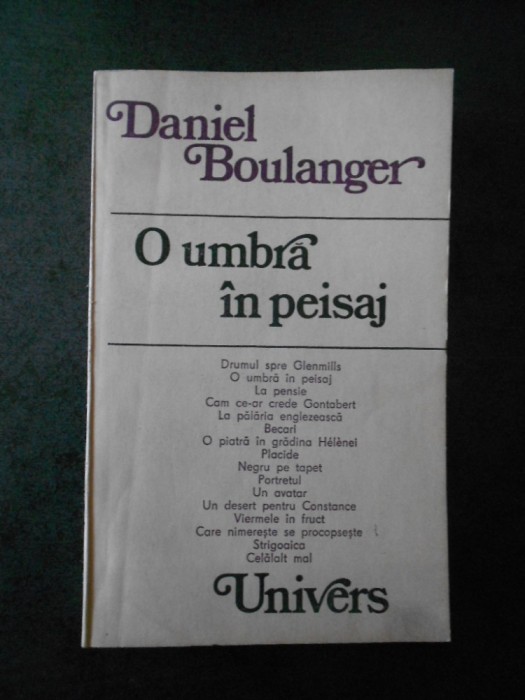 Daniel
Boulanger
O umbră
în peisaj
Drumul spre Glenmills
O umbră în peisaj
La pensie
Cam ce-ar crede Gontabert
La pălăria englezească
Becari
O piatră în grădina Hélènei
Placide
Negru pe tapet
Portretul
Un avatar
Un desert pentru Constance
Viermele în fruct
Care nimerește se procopsește
Strigoaica
Celălalt mal
Univers